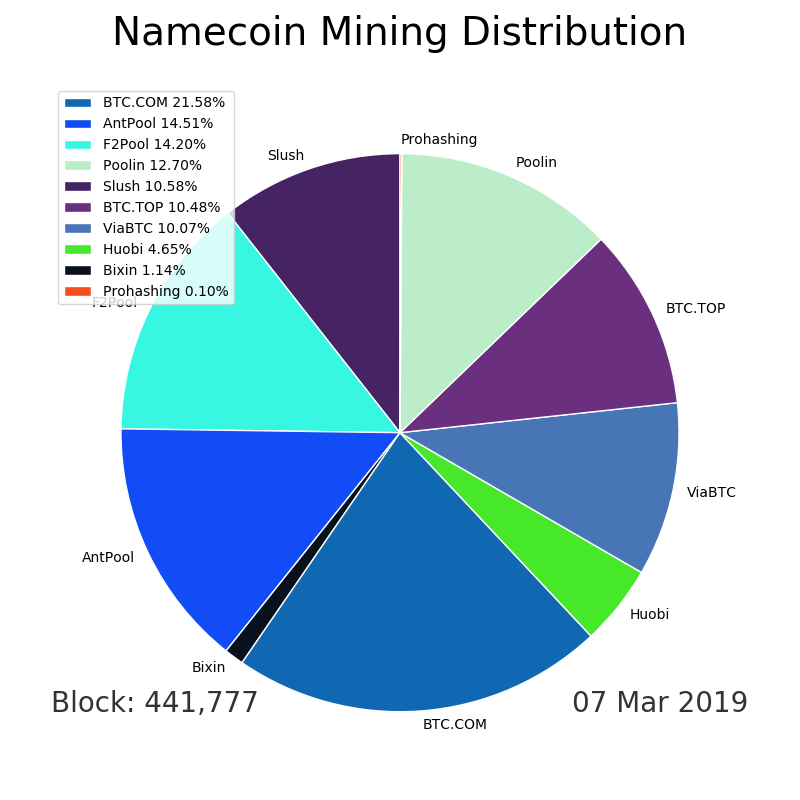 Namecoin Mining Distribution
BTC.COM 21.58%
AntPool 14.51%
F2Pool 14.20%
Poolin 12.70%
Slush 10.58%
BTC.TOP 10.48%
ViaBTC 10.07%
Huobi 4.65%
Bixin 1.14%
Prohashing 0.10%
Prohashing
Slush
Poolin
F2Pool
BTC.TOP
ViaBTC
AntPool
Huobi
Bixin
BTC.COM
Block: 441,777
07 Mar 2019